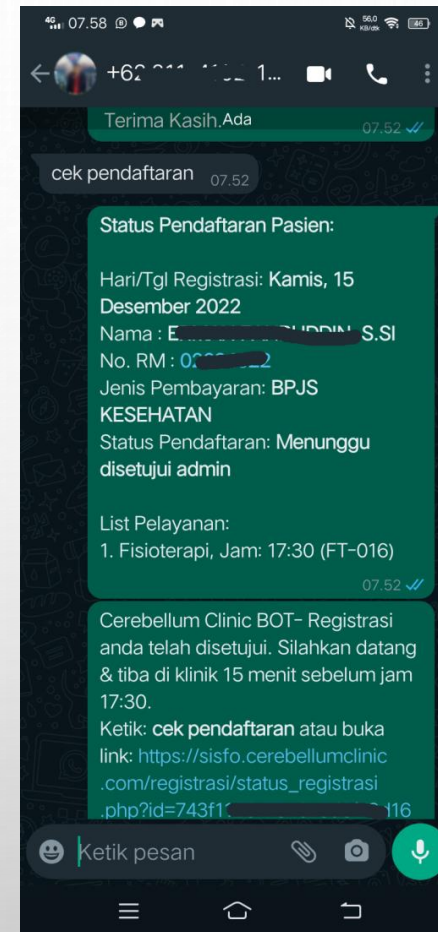 4G 07.58
56,0 KB/dtk 46
+62
1...
Terima Kasih.Ada
07.52
cek pendaftaran 07.52
Status Pendaftaran Pasien:
Hari/Tgl Registrasi: Kamis, 15
Desember 2022
Nama : S.SI
No. RM :
Jenis Pembayaran: BPJS
KESEHATAN
Status Pendaftaran: Menunggu
disetujui admin
List Pelayanan:
1. Fisioterapi, Jam: 17:30 (FT-016)
07.52
Cerebellum Clinic BOT- Registrasi
anda telah disetujui. Silahkan datang
& tiba di klinik 15 menit sebelum jam
17:30.
Ketik: cek pendaftaran atau buka
link: https://sisfo.cerebellumclinic
.com/registrasi/status_registrasi
.php?id=743f1 d16
Ketik pesan